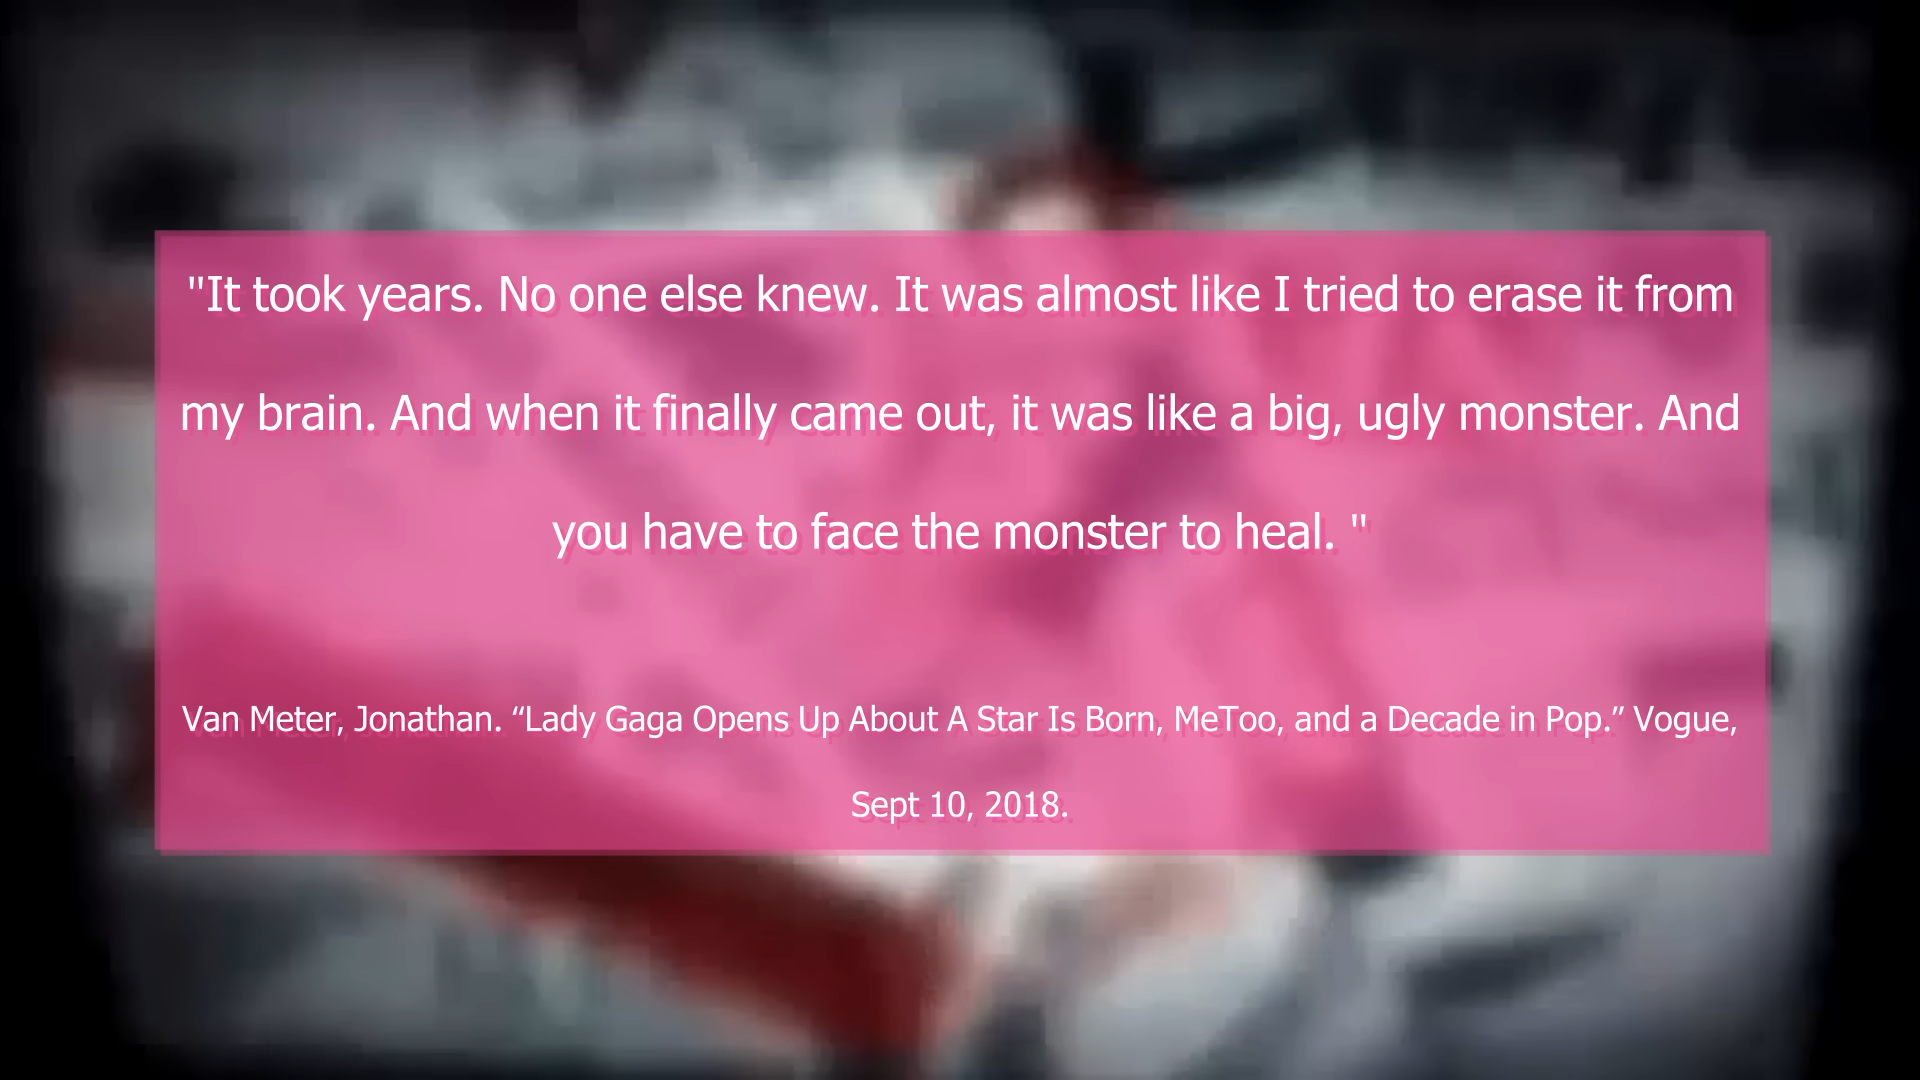 "It took years. No one else knew. It was almost like I tried to erase it from
my brain. And when it finally came out, it was like a big, ugly monster. And
you have to face the monster to heal. "
Van Meter, Jonathan. “Lady Gaga Opens Up About A Star Is Born, MeToo, and a Decade in Pop.” Vogue,
Sept 10, 2018.